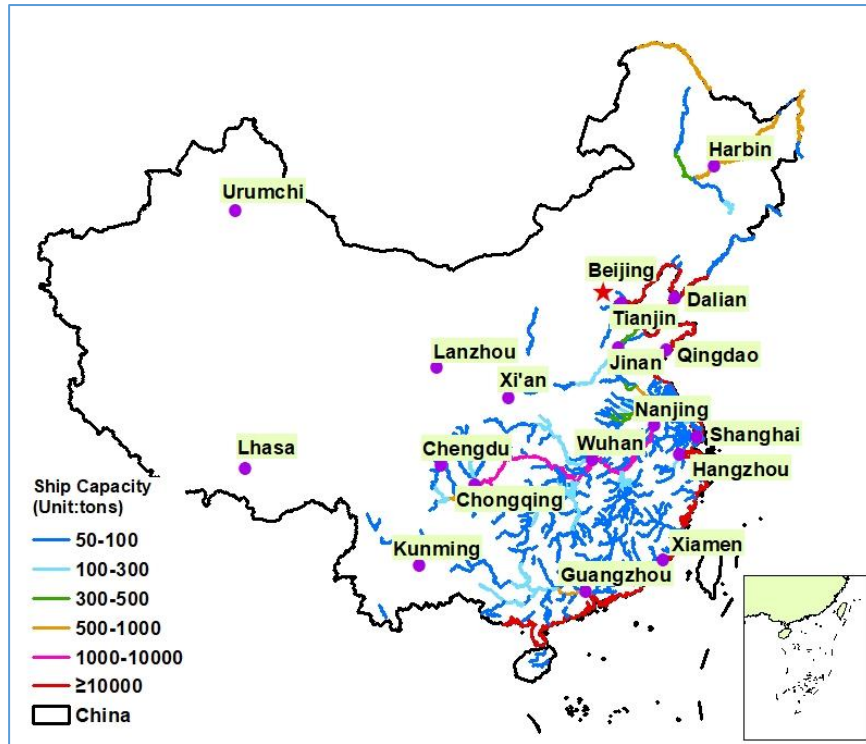 Harbin
Urumchi
Beijing
Dalian
Tianjin
Lanzhou
Jinan
Qingdao
Xi'an
Nanjing
Lhasa
Chengdu
Wuhan
Shanghai
Hangzhou
Ship Capacity
(Unit:tons)
Chongqing
50-100
Kunming
Xiamen
100-300
Guangzhou
300-500
500-1000
1000-10000
≥10000
China